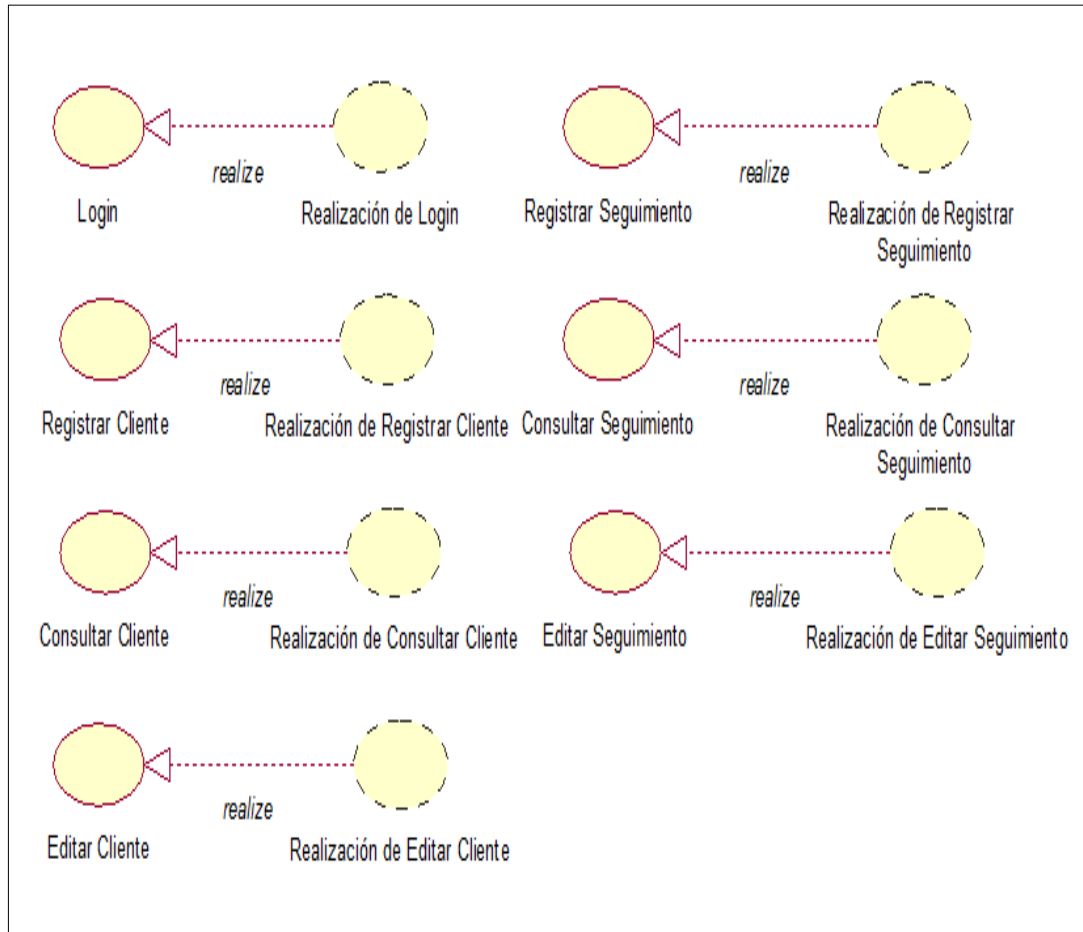 realize
realize
Login
Realización de Login
Registrar Seguimiento
Realización de Registrar
Seguimiento
realize
realize
Registrar Cliente
Realización de Registrar Cliente
Consultar Seguimiento
Realización de Consultar
Seguimiento
realize
realize
Consultar Cliente
Realización de Consultar Cliente
Editar Seguimiento
Realización de Editar Seguimiento
realize
Editar Cliente
Realización de Editar Cliente